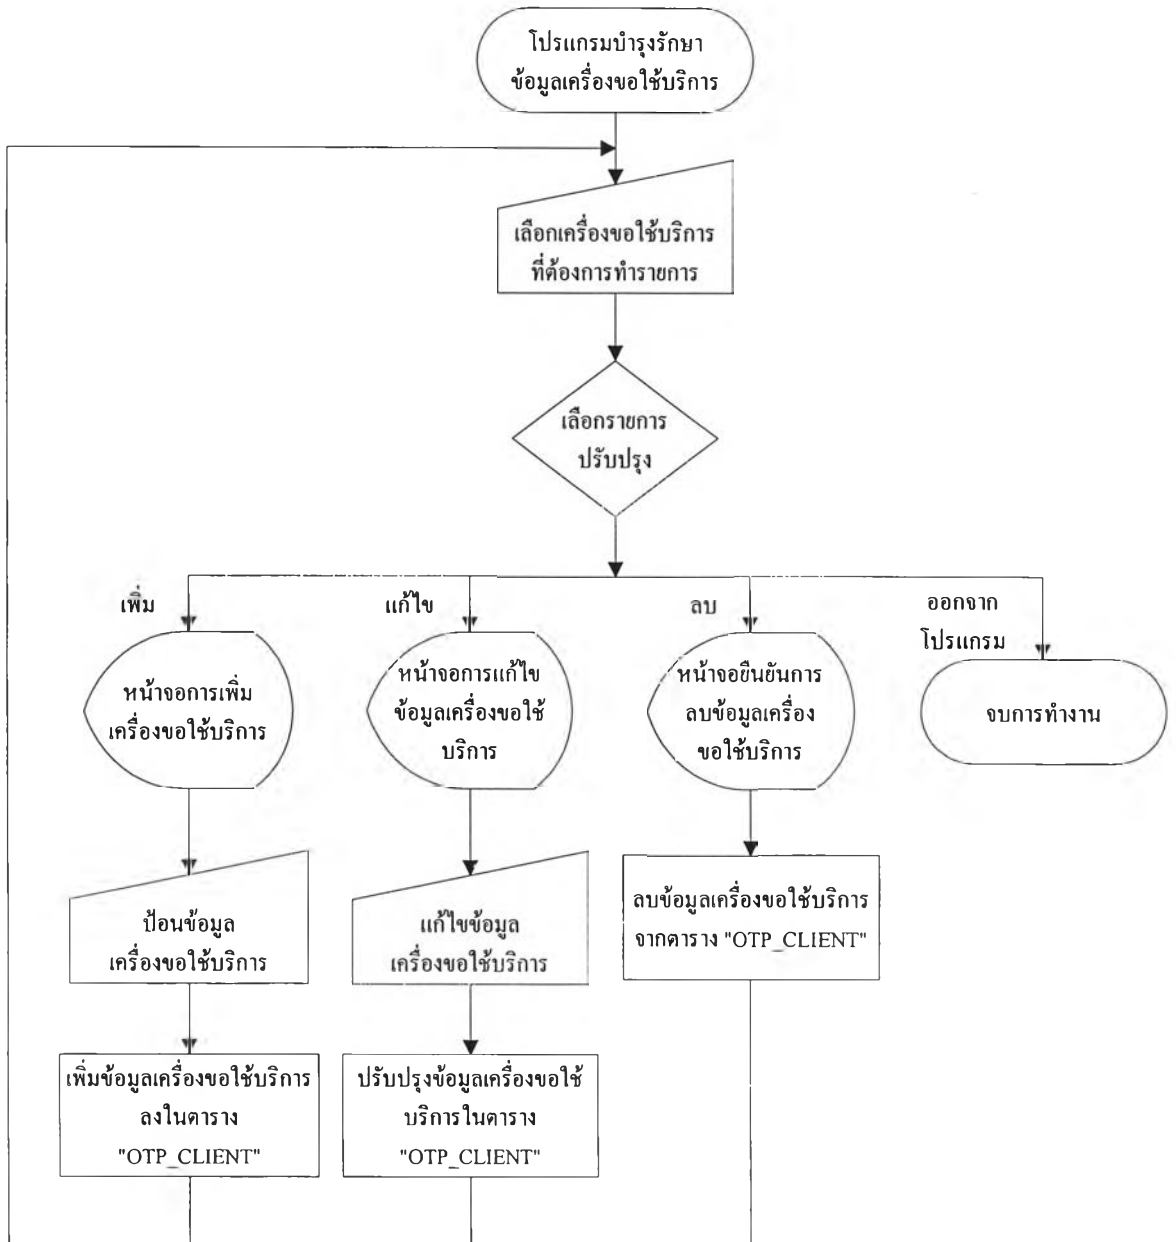 โปรแกรมบำรุงรักษา
ข้อมูลเครื่องขอใช้บริการ
เลือกเครื่องขอใช้บริการ
ที่ต้องการทำรายการ
เลือกรายการ
ปรับปรุง
เพิ่ม
แก้ไข
ลบ
ออกจาก
โปรแกรม
หน้าจอการเพิ่ม
เครื่องขอใช้บริการ
หน้าจอการแก้ไข
ข้อมูลเครื่องขอใช้
บริการ
หน้าจอยืนยันการ
ลบข้อมูลเครื่อง
ขอใช้บริการ
จบการทำงาน
ป้อนข้อมูล
เครื่องขอใช้บริการ
แก้ไขข้อมูล
เครื่องขอใช้บริการ
ลบข้อมูลเครื่องขอใช้บริการ
จากตาราง "OTP_CLIENT"
เพิ่มข้อมูลเครื่องขอใช้บริการ
ลงในตาราง
"OTP_CLIENT"
ปรับปรุงข้อมูลเครื่องขอใช้
บริการในตาราง
"OTP_CLIENT"